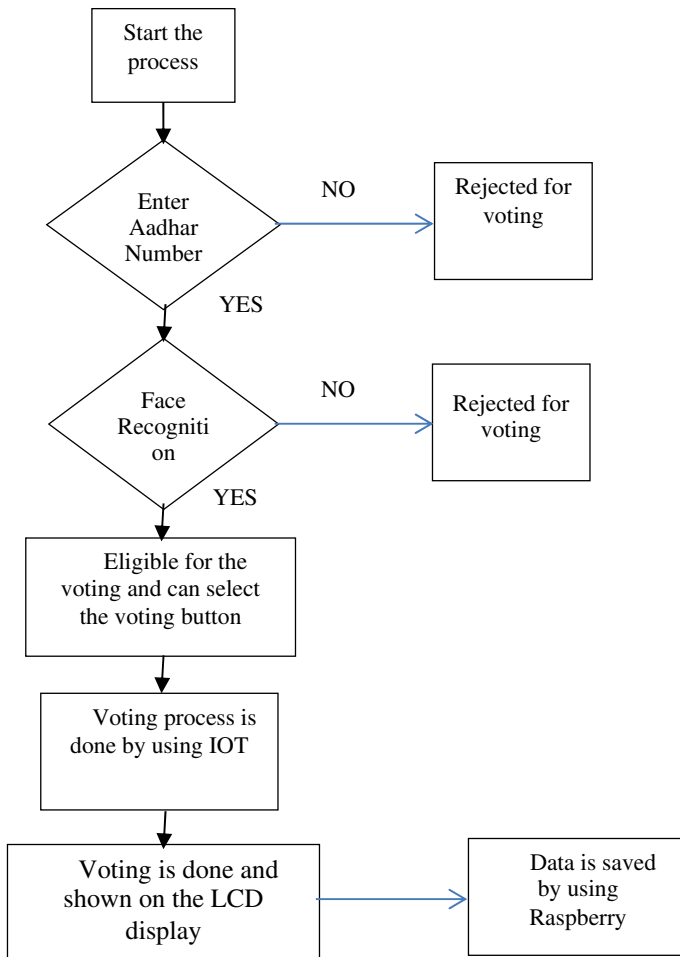 Start the
process
Enter
Aadhar
Number
NO
Rejected for
voting
YES
Face
Recogniti
on
NO
Rejected for
voting
YES
Eligible for the
voting and can select
the voting button
Voting process is
done by using IOT
Voting is done and
shown on the LCD
display
Data is saved
by using
Raspberry